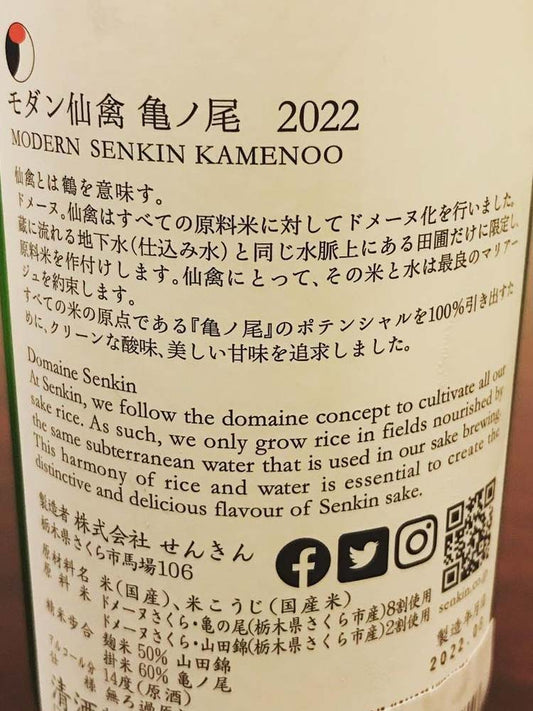 モダン仙禽 亀ノ尾 2022
MODERN SENKIN KAMENOO
仙禽とは鶴を意味す。
ドメーヌ。仙禽はすべての原料米に対してドメーヌ化を行いました。
蔵に流れる地下水(仕込み水)と同じ水脈上にある田圃だけに限定し、
原料米を作付けします。仙禽にとって、その米と水は最良のマリアー
ジュを約束します。
すべての米の原点である『亀ノ尾』のポテンシャルを100%引き出すた
めに、クリーンな酸味、美しい甘味を追求しました。
Domaine Senkin
At Senkin, we follow the domaine concept to cultivate all our
sake rice. As such, we only grow rice in fields nourished by
the same subterranean water that is used in our sake brewing.
This harmony of rice and water is essential to create the
distinctive and delicious flavour of Senkin sake.
製造者 株式会社 せんきん
栃木県さくら市馬場106
原材料名 米(国産)、米こうじ(国産米)
原料米 ドメーヌさくら・亀の尾(栃木県さくら市産)8割使用
ドメーヌさくら・山田錦(栃木県さくら市産)2割使用
精米歩合 麹米 50% 山田錦
掛米 60% 亀ノ尾
アルコール分 14度(原酒)
仕様 無ろ過原
清酒
senkin.co.jp
製造年月
2022.0